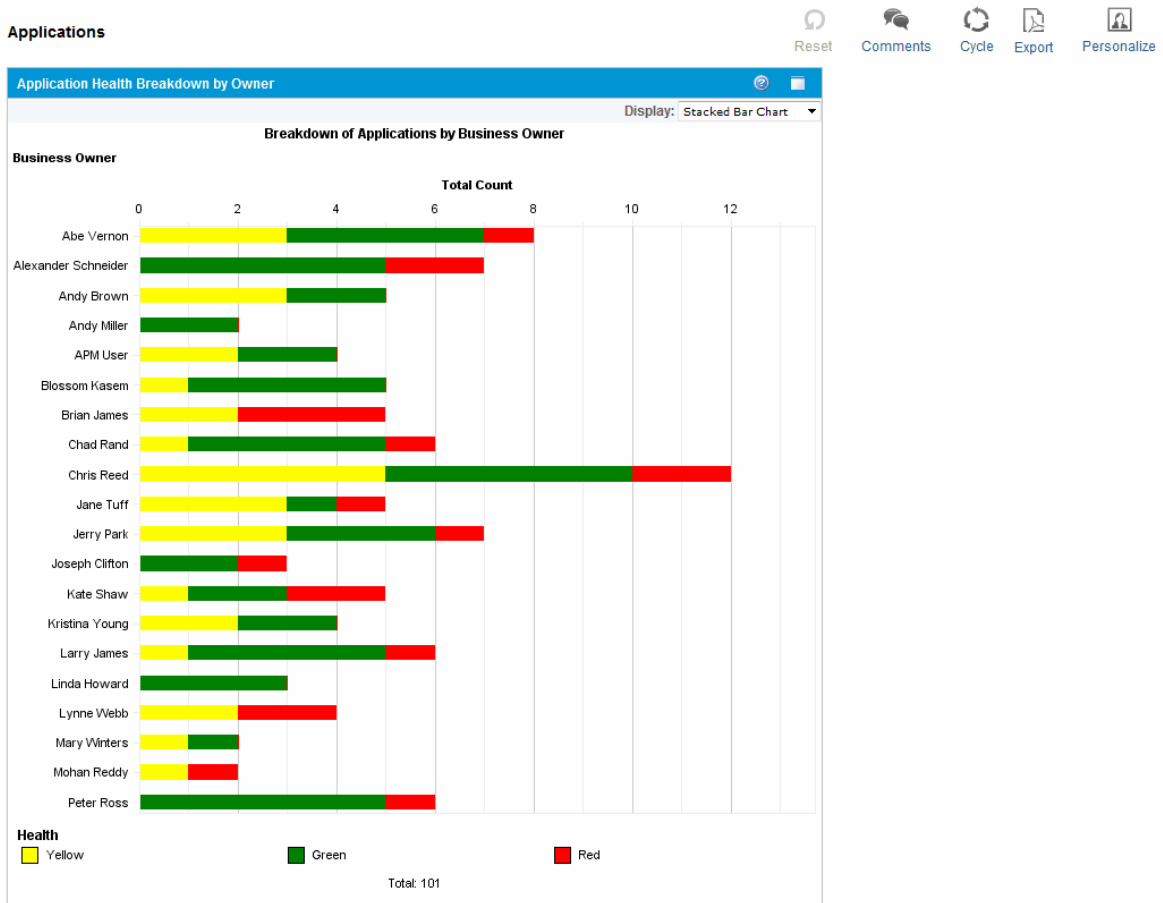 Applications
Reset Comments Cycle Export Personalize
Application Health Breakdown by Owner
Display: Stacked Bar Chart
Breakdown of Applications by Business Owner
Business Owner
Total Count
0 2 4 6 8 10 12
Abe Vernon
Alexander Schneider
Andy Brown
Andy Miller
APM User
Blossom Kasem
Brian James
Chad Rand
Chris Reed
Jane Tuff
Jerry Park
Joseph Clifton
Kate Shaw
Kristina Young
Larry James
Linda Howard
Lynne Webb
Mary Winters
Mohan Reddy
Peter Ross
Health
Yellow Green Red
Total: 101